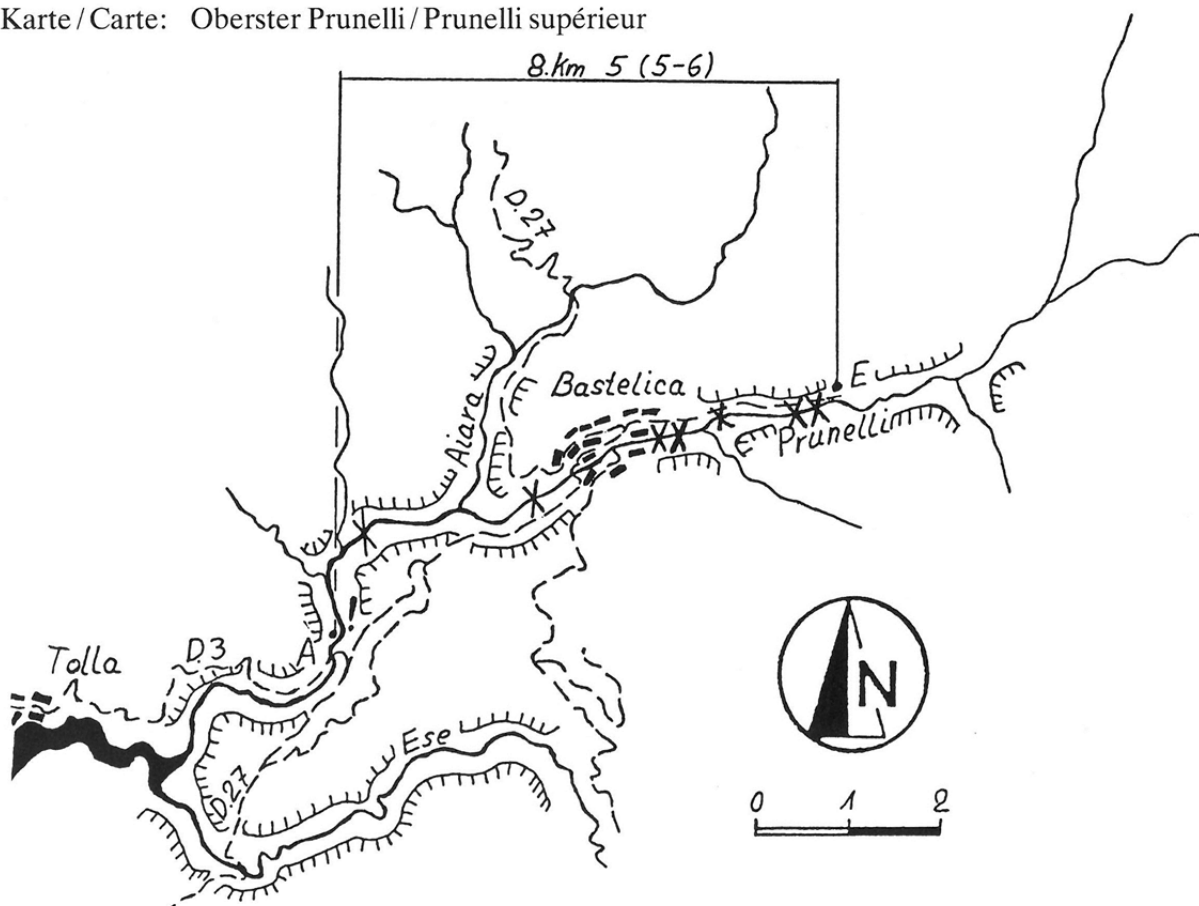 Karte / Carte: Oberster Prunelli / Prunelli supérieur
8.km 5 (5-6)
D.27
Bastelica
E
Aiara
Prunelli
!
A
D.3
Tolla
N
Ese
D.27
0 1 2